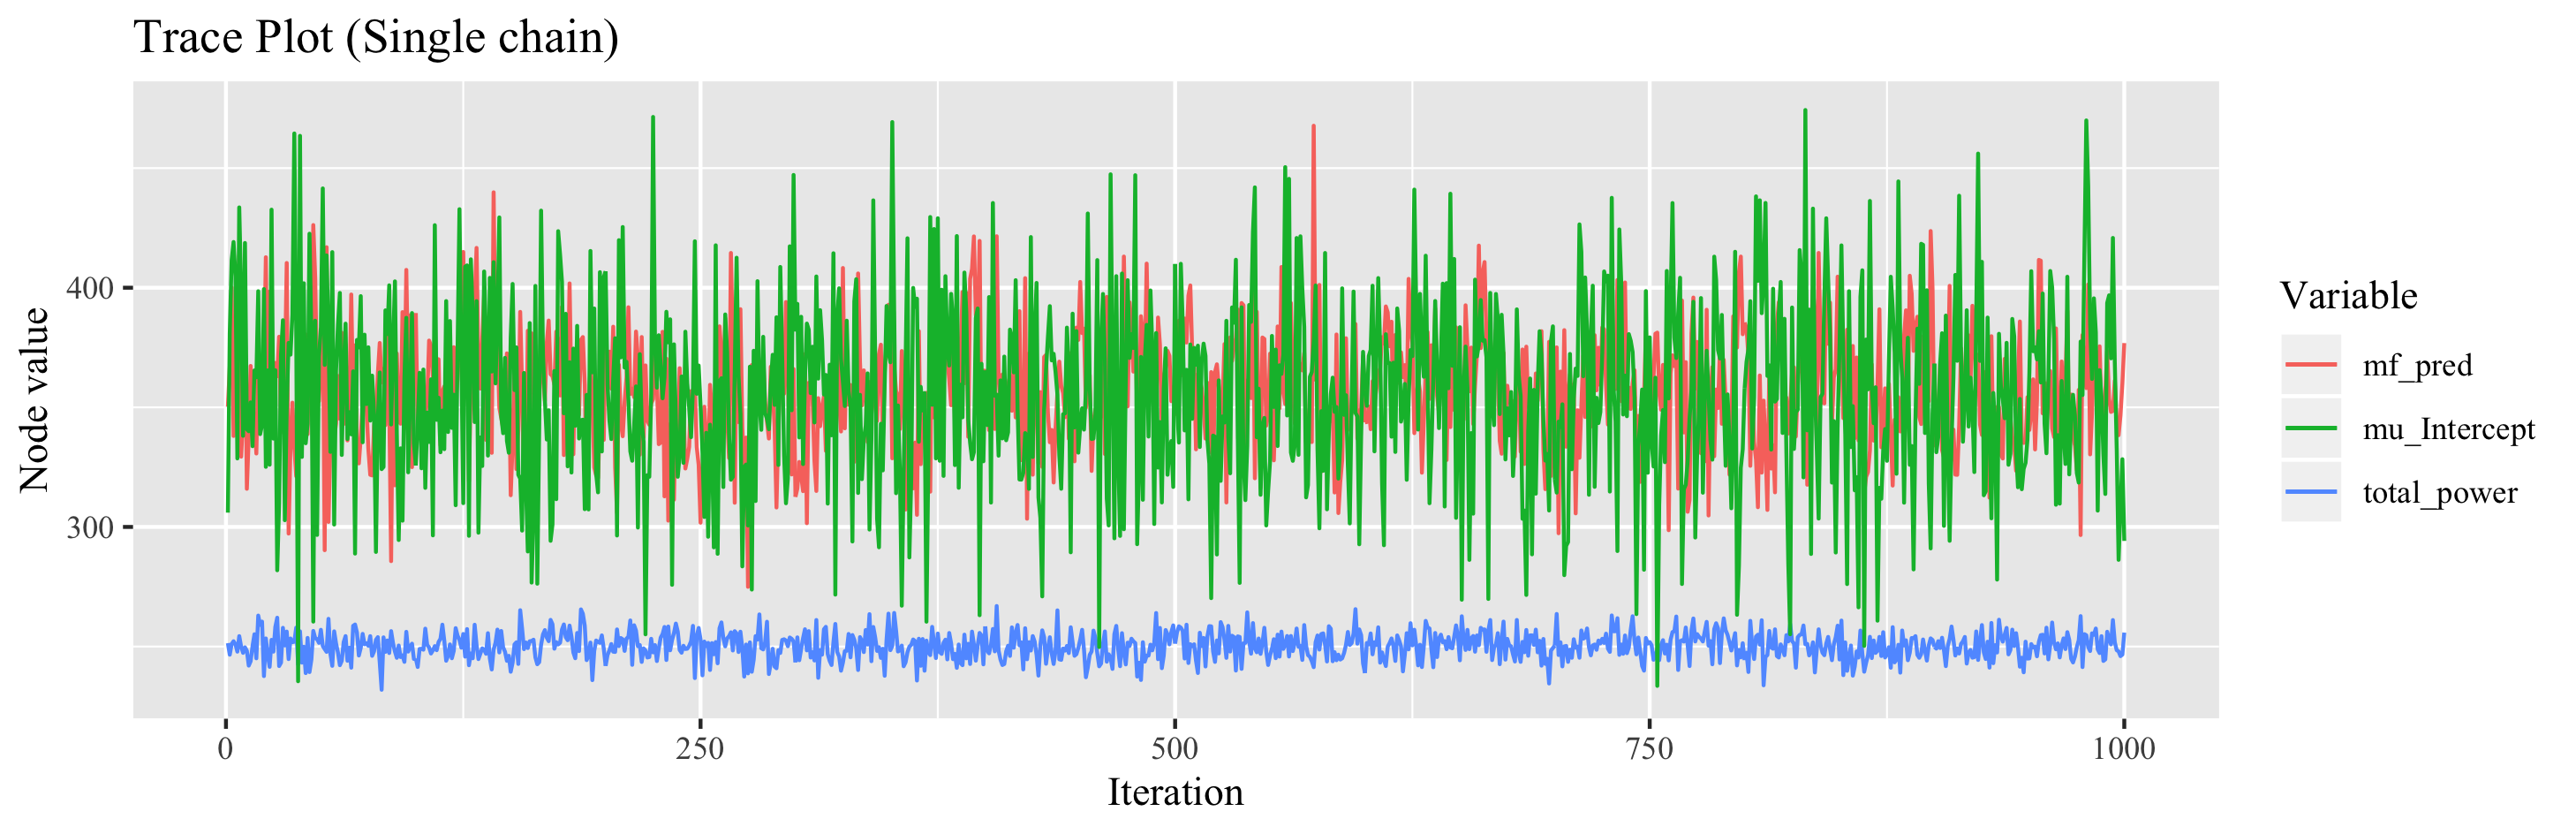 Trace Plot (Single chain)
Node value
400
300
0 250 500 750 1000
Iteration
Variable
mf_pred
mu_Intercept
total_power